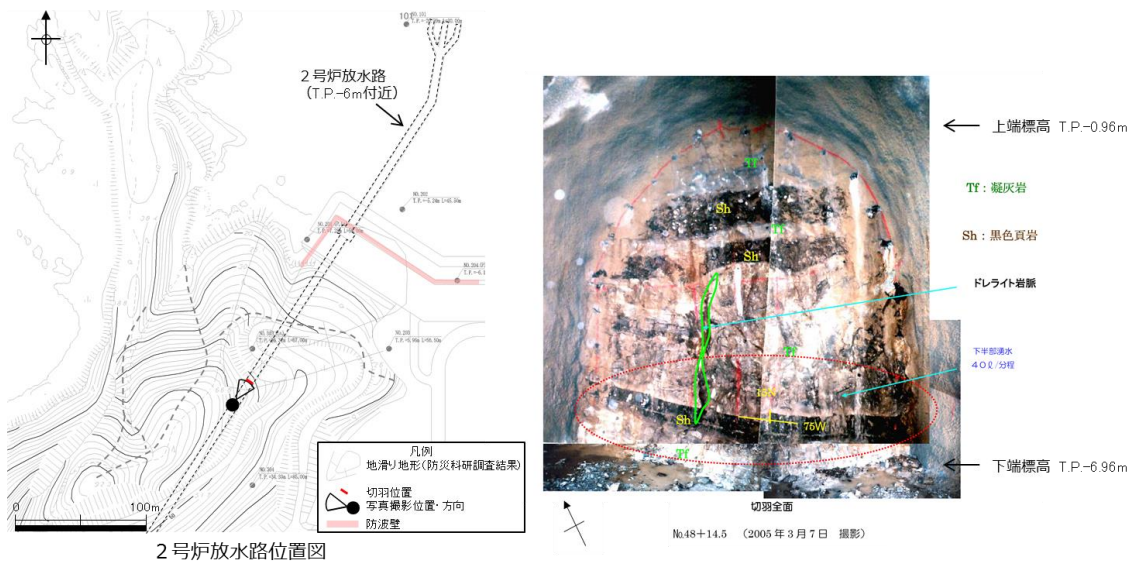 101
2号炉放水路
(T.P.-6m付近)
NO.202
凡例
地滑り地形(防災科研調査結果)
切羽位置
写真撮影位置・方向
防波壁
0
100m
2号炉放水路位置図
上端標高 T.P.-0.96m
Tf:凝灰岩
Sh:黒色頁岩
ドレライト岩脈
下半部湧水
40ℓ/分程
下端標高 T.P.-6.96m
Tf
Sh
Tf
Sh
Tf
15N
75W
Sh
Tf
切羽全面
No.48+14.5 (2005年3月7日 撮影)